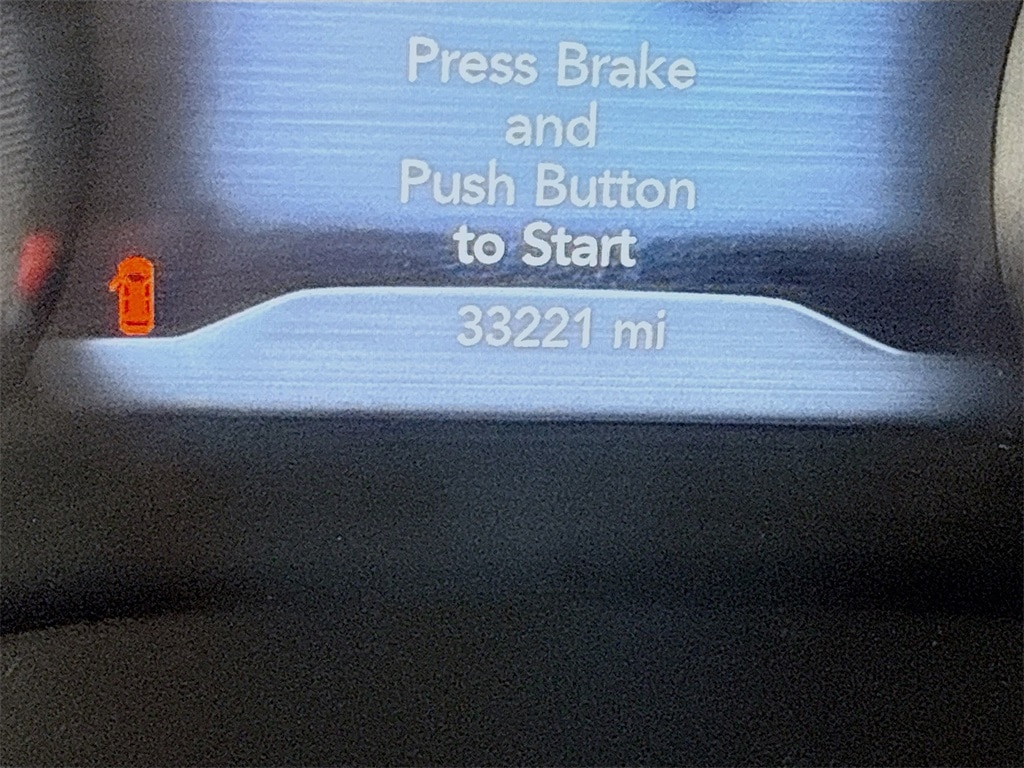 Press Brake
and
Push Button
to Start
33221 mi